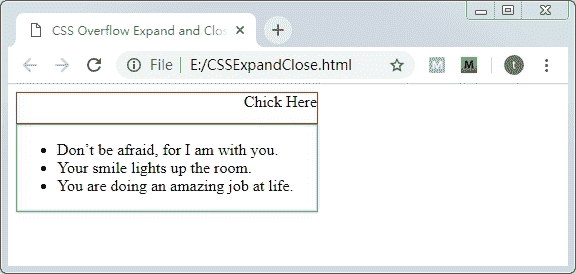 CSS Overflow Expand and Clo
File | E:/CSSExpandClose.html
M M t
Chick Here
• Don't be afraid, for I am with you.
• Your smile lights up the room.
• You are doing an amazing job at life.